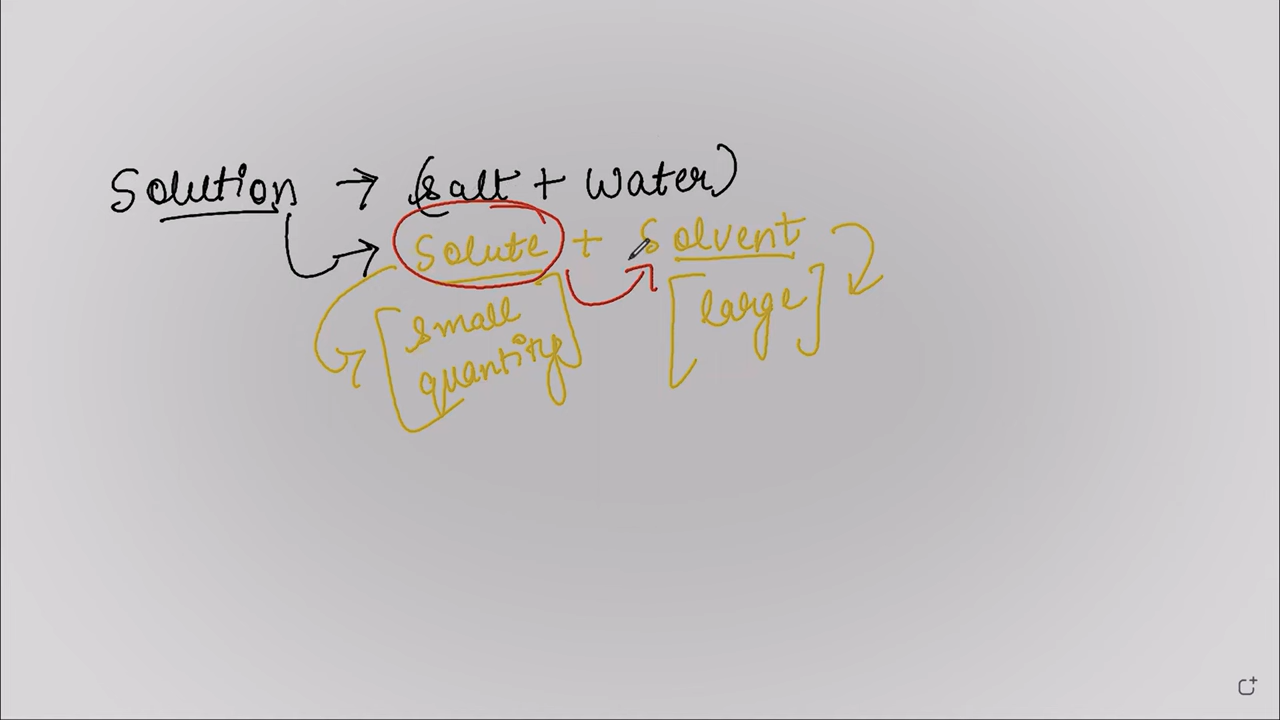 Solution → (salt + Water)
→ Solute + Solvent
[small quantity]
[large]